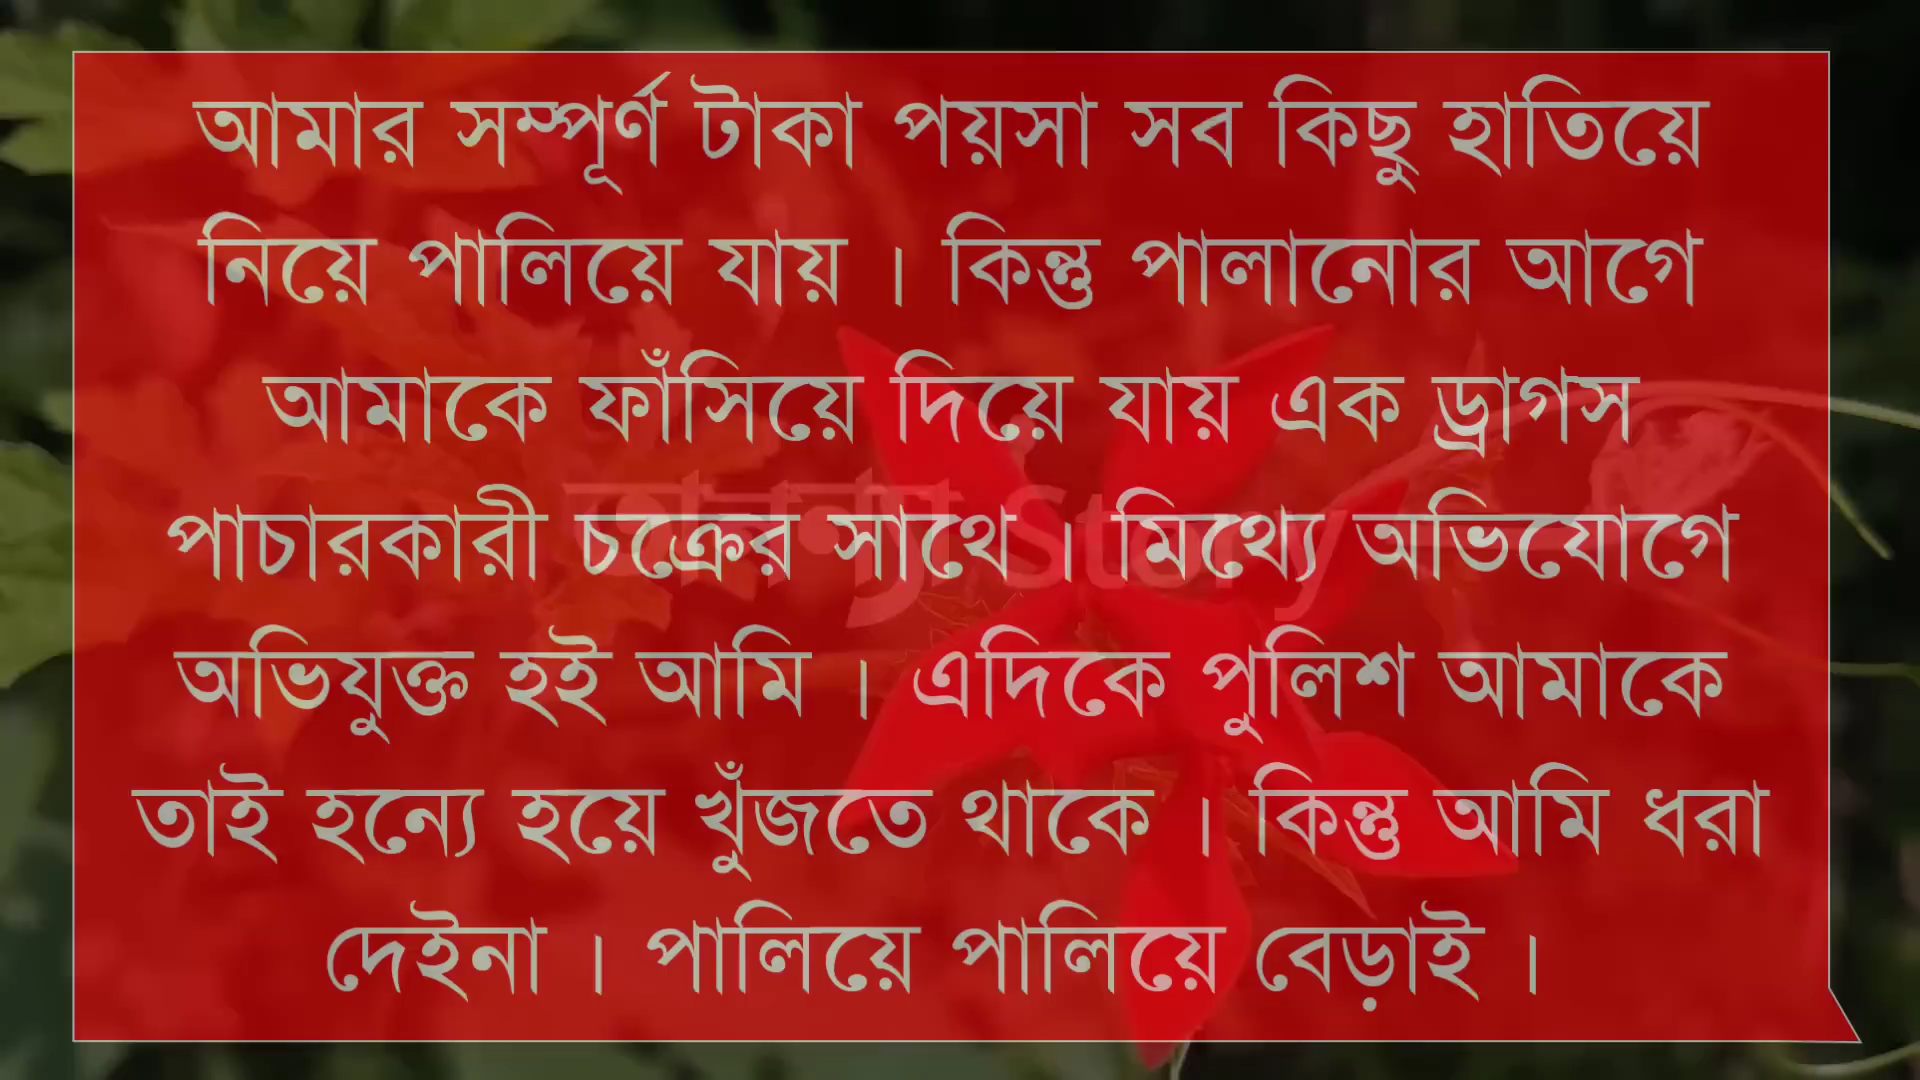 আমার সম্পূর্ণ টাকা পয়সা সব কিছু হাতিয়ে
নিয়ে পালিয়ে যায় । কিন্তু পালানোর আগে
আমাকে ফাঁসিয়ে দিয়ে যায় এক ড্রাগস
পাচারকারী চক্রের সাথে । মিথ্যে অভিযোগে
অভিযুক্ত হই আমি । এদিকে পুলিশ আমাকে
তাই হন্যে হয়ে খুঁজতে থাকে । কিন্তু আমি ধরা
দেইনা । পালিয়ে পালিয়ে বেড়াই ।
Story